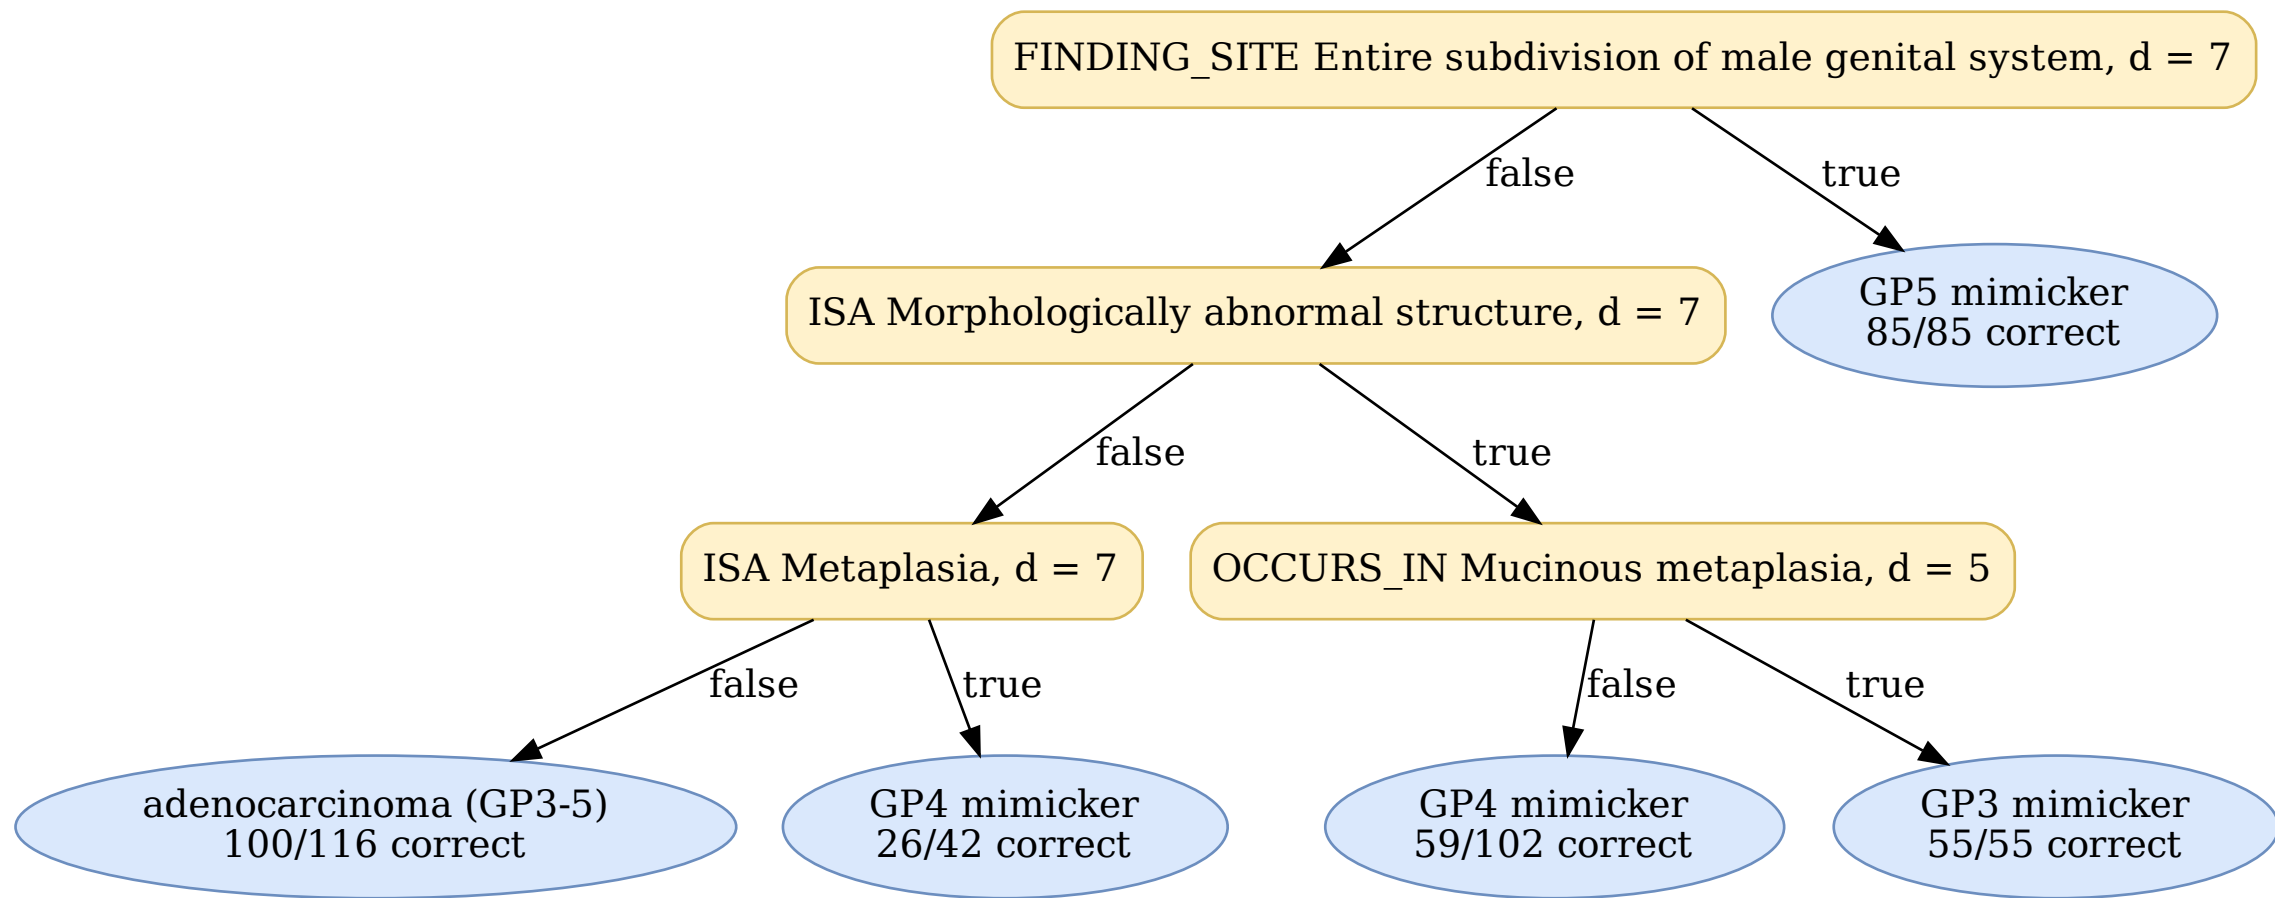 FINDING_SITE Entire subdivision of male genital system, d = 7
false
true
ISA Morphologically abnormal structure, d = 7
GP5 mimicker
85/85 correct
false
true
ISA Metaplasia, d = 7
OCCURS_IN Mucinous metaplasia, d = 5
false
true
false
true
adenocarcinoma (GP3-5)
100/116 correct
GP4 mimicker
26/42 correct
GP4 mimicker
59/102 correct
GP3 mimicker
55/55 correct